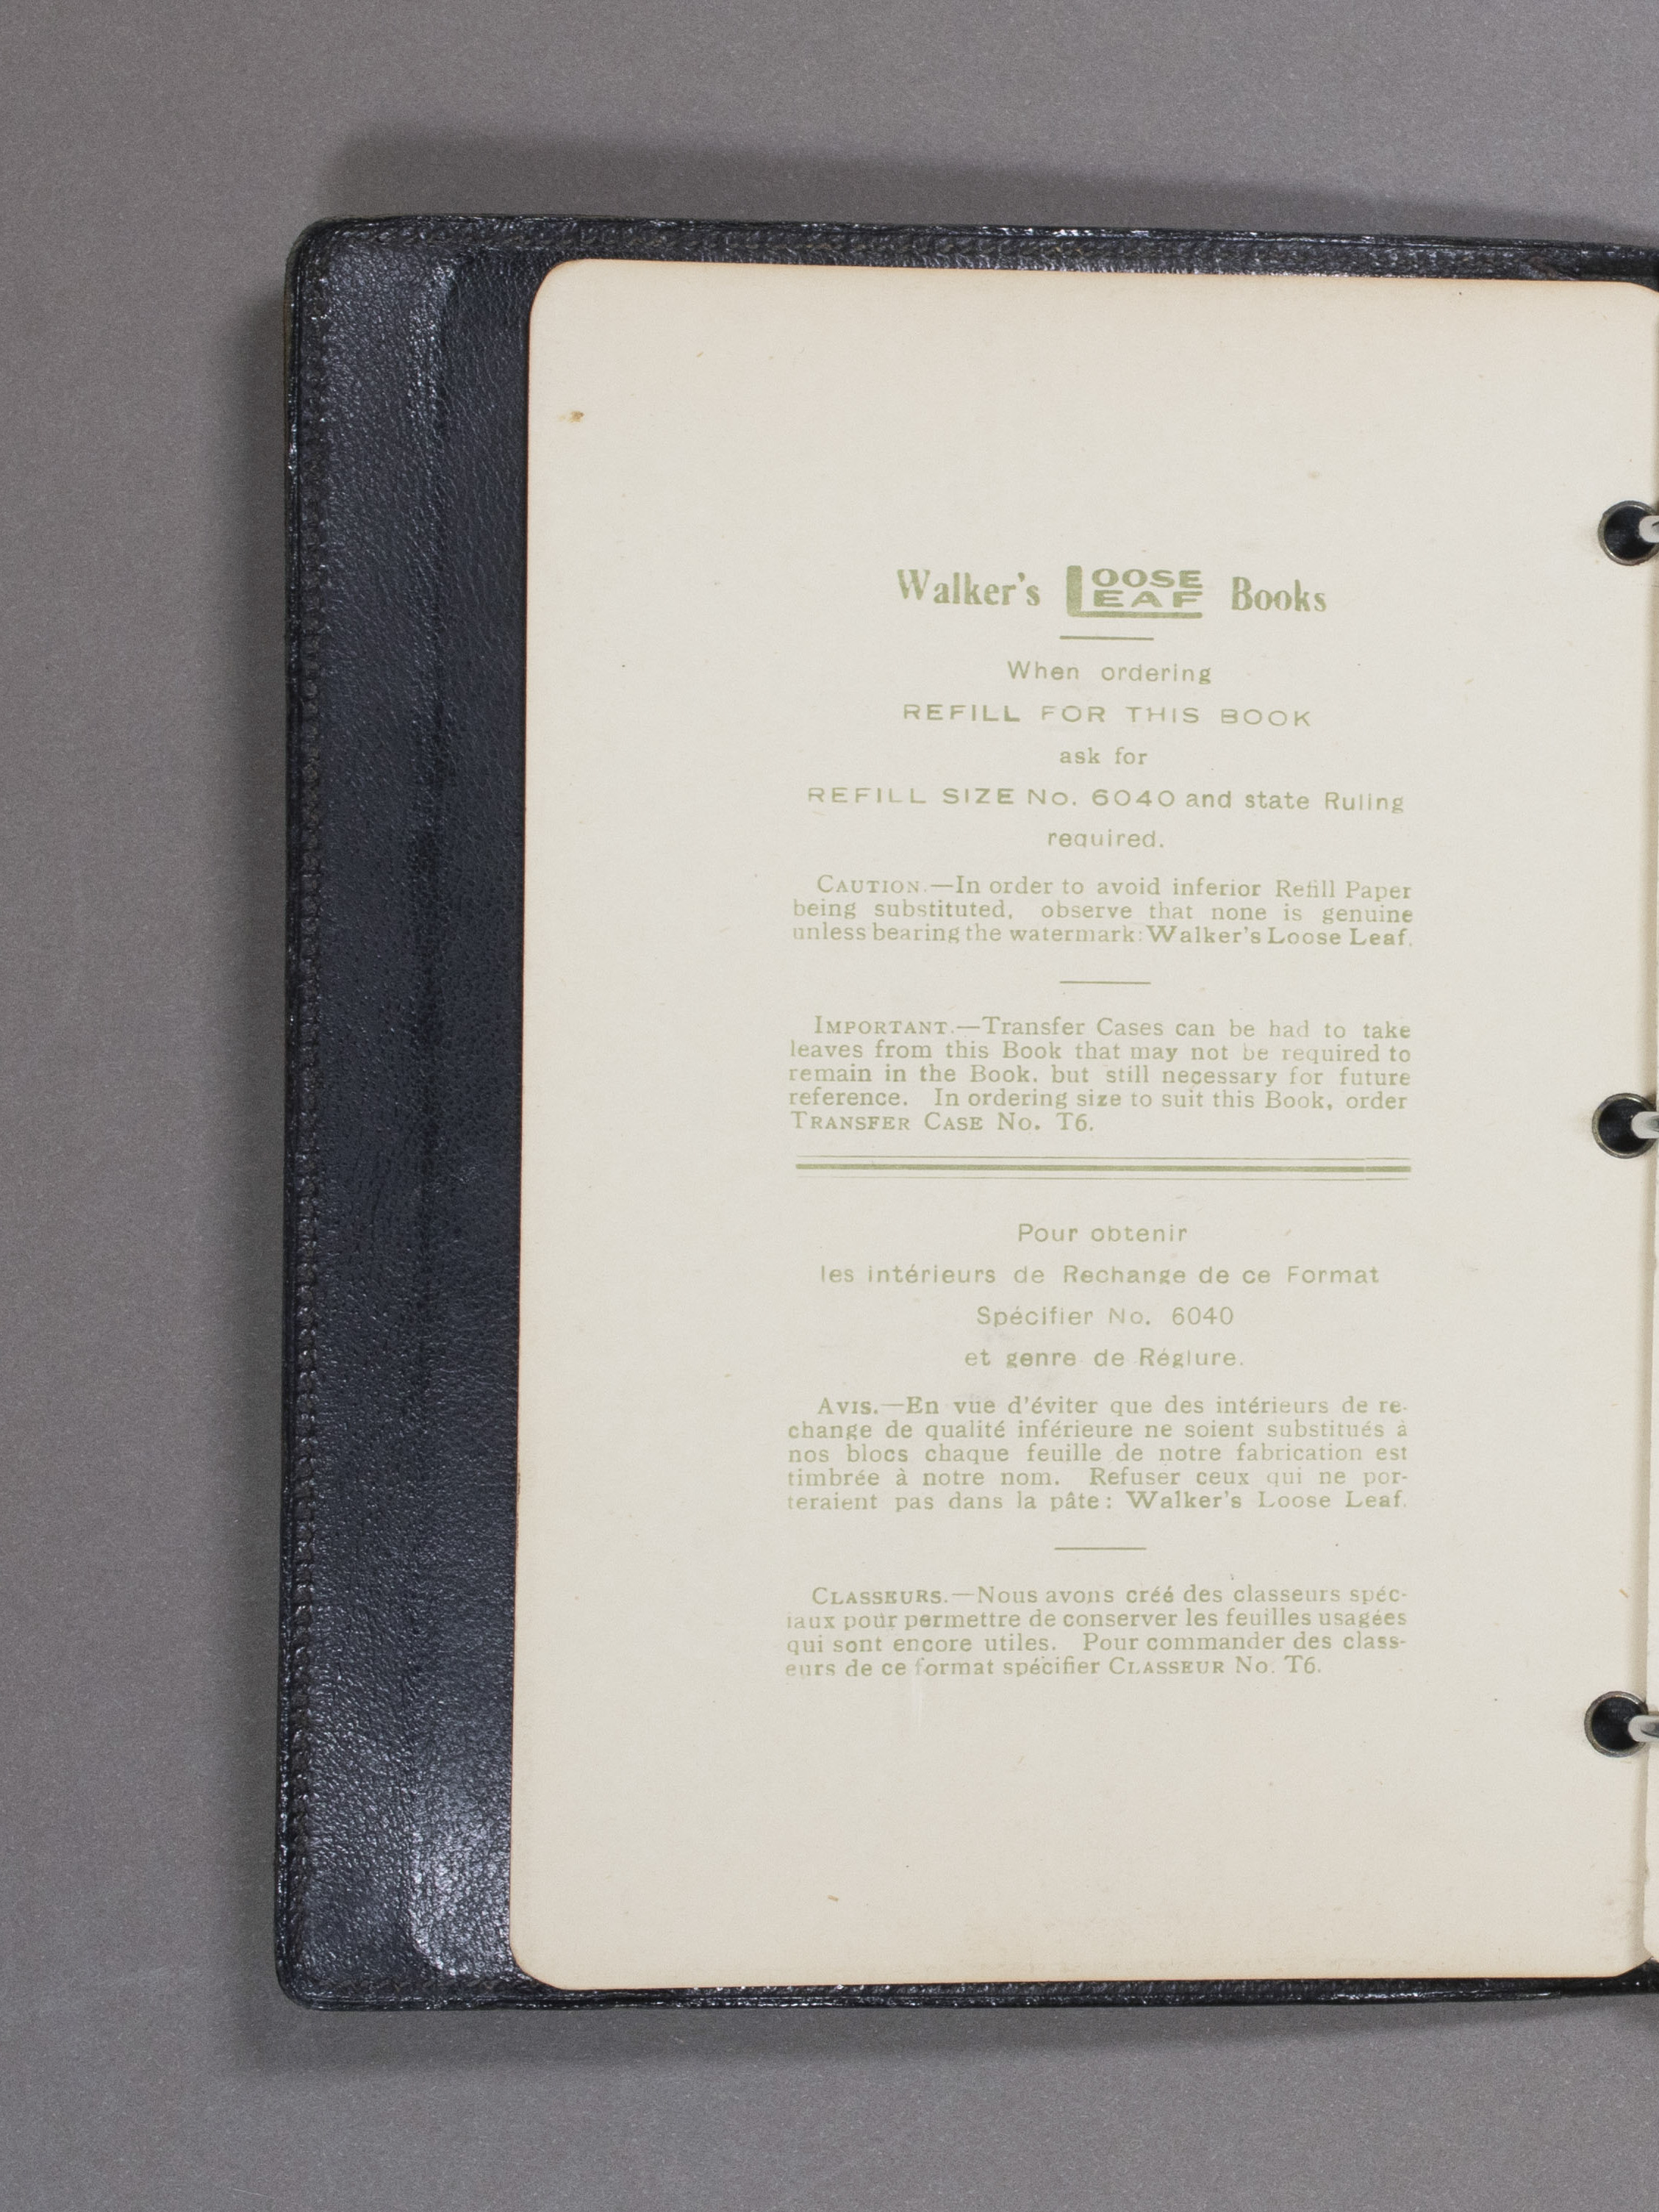 Walker's LOOSE LEAF Books
When ordering
REFILL FOR THIS BOOK
ask for
REFILL SIZE No. 6040 and state Ruling
required.
CAUTION.—In order to avoid inferior Refill Paper
being substituted, observe that none is genuine
unless bearing the watermark: Walker's Loose Leaf.
IMPORTANT.—Transfer Cases can be had to take
leaves from this Book that may not be required to
remain in the Book, but still necessary for future
reference. In ordering size to suit this Book, order
TRANSFER CASE No. T6.
Pour obtenir
les intérieurs de Rechange de ce Format
Spécifier No. 6040
et genre de Réglure.
AVIS.—En vue d'éviter que des intérieurs de re-
change de qualité inférieure ne soient substitués à
nos blocs chaque feuille de notre fabrication est
timbrée à notre nom. Refuser ceux qui ne por-
teraient pas dans la pâte: Walker's Loose Leaf.
CLASSEURS.—Nous avons créé des classeurs spéc-
iaux pour permettre de conserver les feuilles usagées
qui sont encore utiles. Pour commander des class-
eurs de ce format spécifier CLASSEUR No. T6.